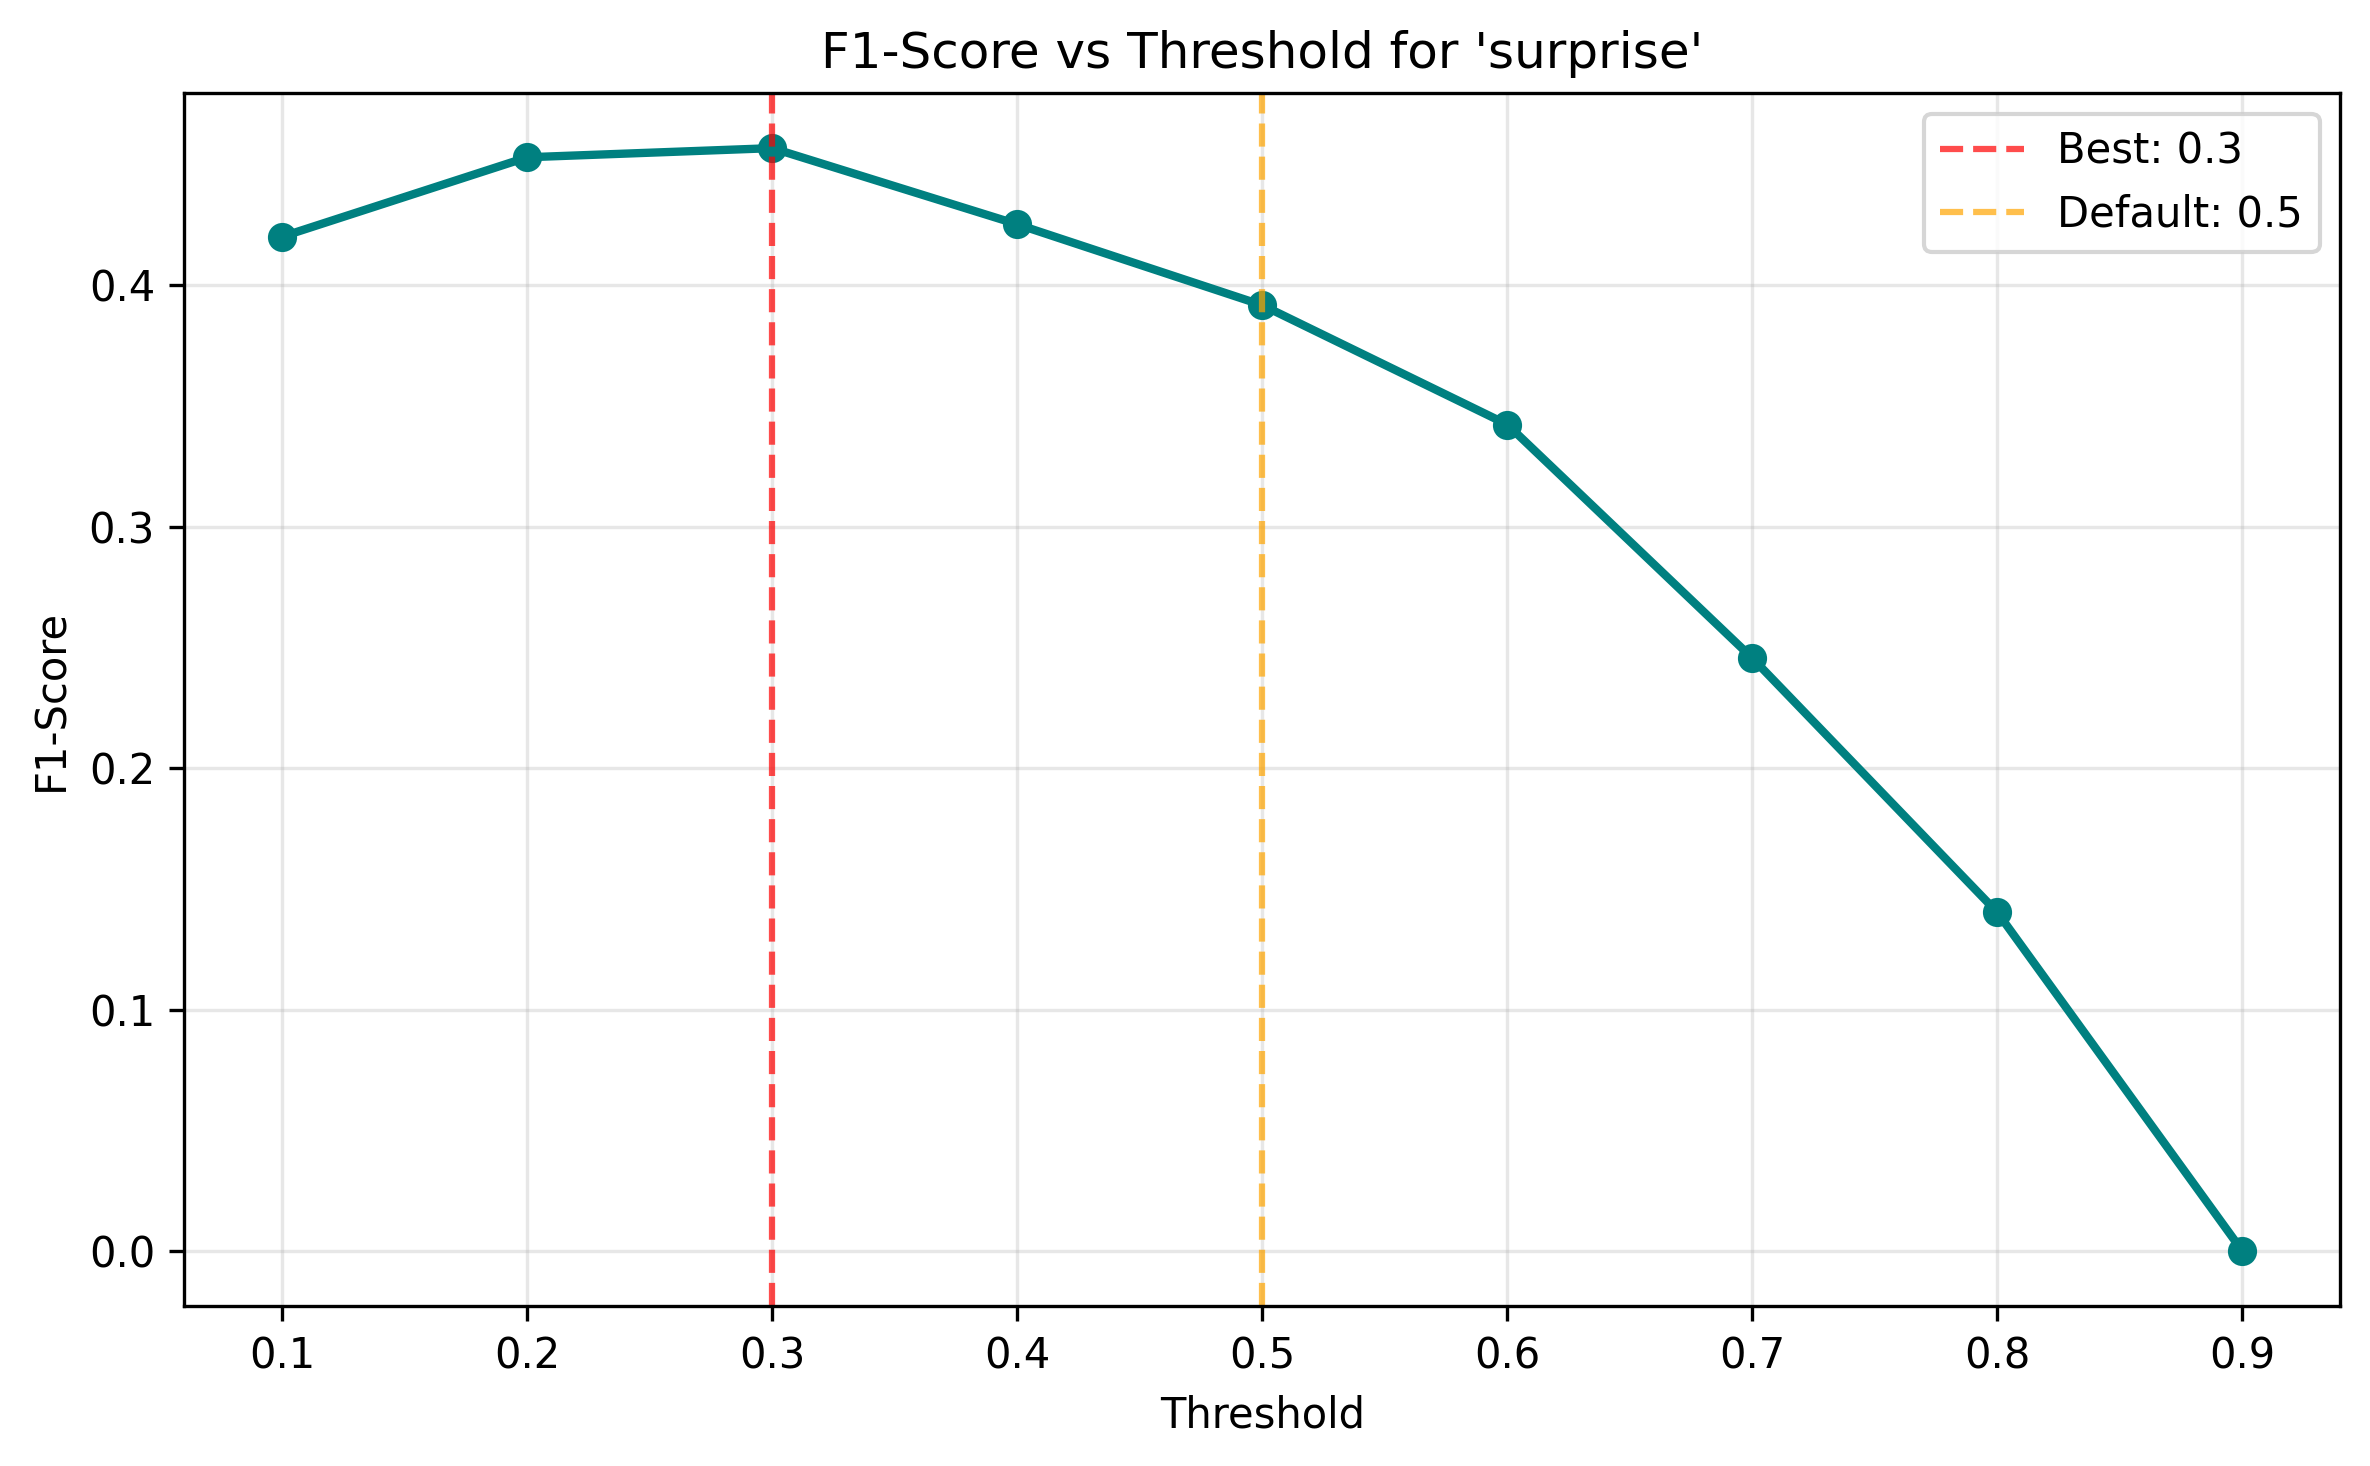 F1-Score vs Threshold for 'surprise'
Best: 0.3
Default: 0.5
F1-Score
0.4
0.3
0.2
0.1
0.0
0.1 0.2 0.3 0.4 0.5 0.6 0.7 0.8 0.9
Threshold